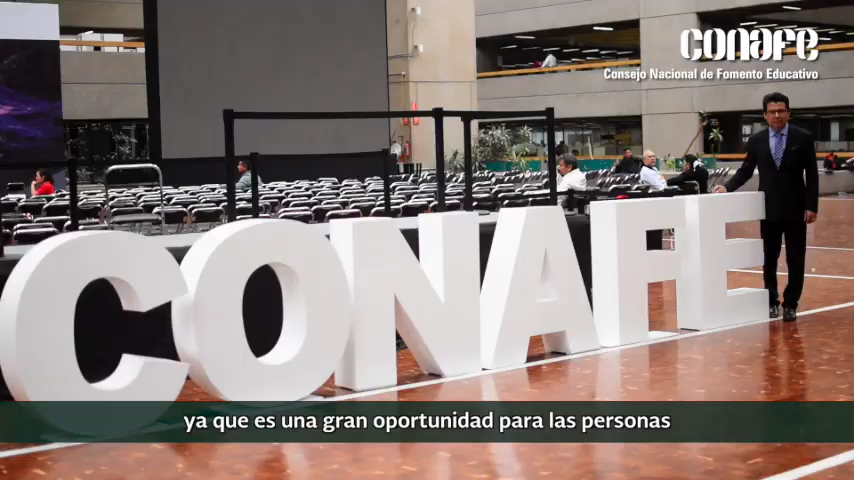 conafe
Consejo Nacional de Fomento Educativo
CONAFE
ya que es una gran oportunidad para las personas